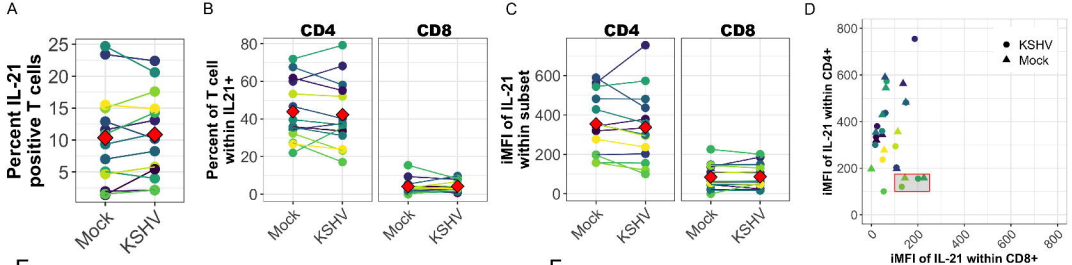 A
Percent IL-21
positive T cells
25
20
15
10
5
Mock
KSHV
B
CD4
CD8
Percent of T cell
within IL21+
80
60
40
20
0
Mock
KSHV
Mock
KSHV
C
CD4
CD8
iMFI of IL-21
within subset
600
400
200
0
Mock
KSHV
Mock
KSHV
D
iMFI of IL-21 within CD4+
800
600
400
200
0
KSHV
Mock
0
200
400
600
800
iMFI of IL-21 within CD8+